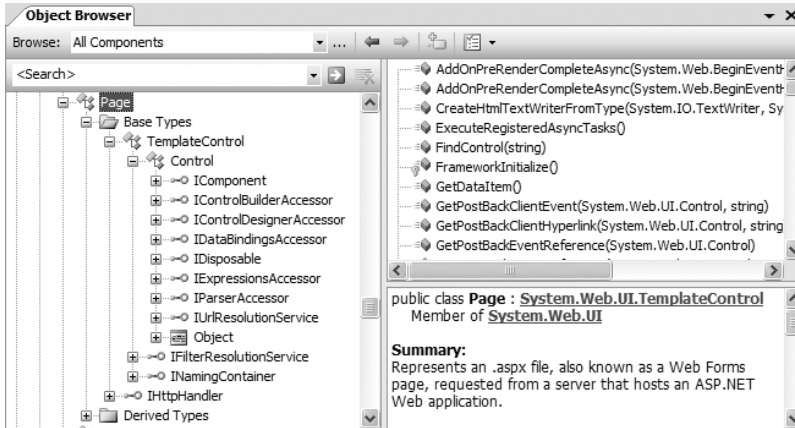 Object Browser
Browse: All Components
...
<Search>
Page
Base Types
TemplateControl
Control
IComponent
IControlBuilderAccessor
IControlDesignerAccessor
IDataBindingsAccessor
IDisposable
IExpressionsAccessor
IParserAccessor
IUrlResolutionService
Object
IFilterResolutionService
INamingContainer
IHttpHandler
Derived Types
AddOnPreRenderCompleteAsync(System.Web.BeginEventH
AddOnPreRenderCompleteAsync(System.Web.BeginEventH
CreateHtmlTextWriterFromType(System.IO.TextWriter, Sy
ExecuteRegisteredAsyncTasks()
FindControl(string)
FrameworkInitialize()
GetDataItem()
GetPostBackClientEvent(System.Web.UI.Control, string)
GetPostBackClientHyperlink(System.Web.UI.Control, string
GetPostBackEventReference(System.Web.UI.Control)
public class Page : System.Web.UI.TemplateControl
Member of System.Web.UI
Summary:
Represents an .aspx file, also known as a Web Forms
page, requested from a server that hosts an ASP.NET
Web application.